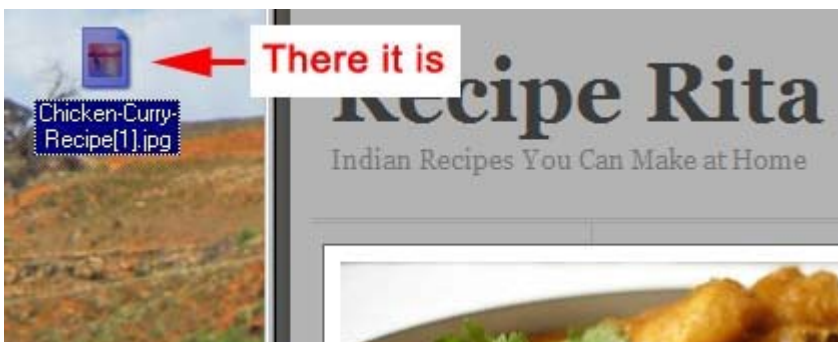 There it is
Chicken-Curry-
Recipe[1].jpg
Recipe Rita
Indian Recipes You Can Make at Home